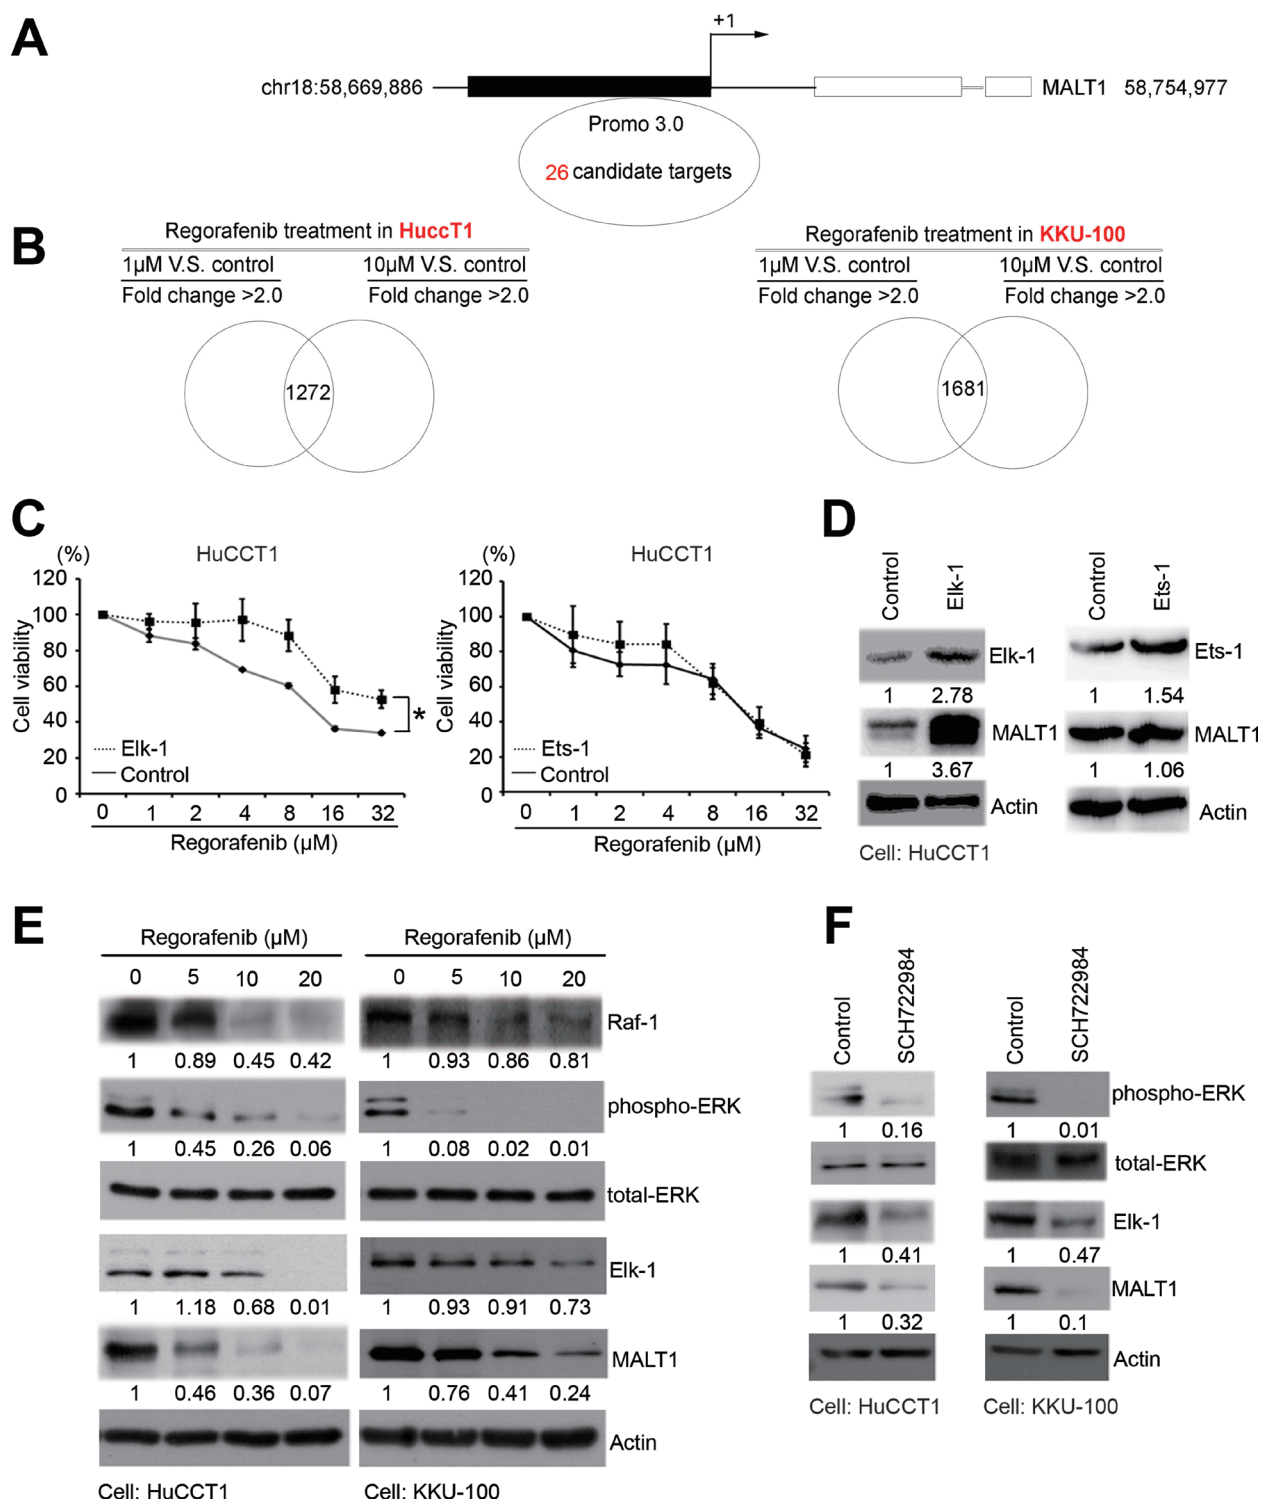 A
+1
chr18:58,669,886
MALT1 58,754,977
Promo 3.0
26 candidate targets
B
Regorafenib treatment in HuccT1
1μM V.S. control 10μM V.S. control
Fold change >2.0 Fold change >2.0
1272
Regorafenib treatment in KKU-100
1μM V.S. control 10μM V.S. control
Fold change >2.0 Fold change >2.0
1681
C
(%) HuCCT1
Cell viability
120
100
80
60
40
20
0
*
Elk-1
Control
0 1 2 4 8 16 32
Regorafenib (μM)
(%) HuCCT1
Cell viability
120
100
80
60
40
20
0
Ets-1
Control
0 1 2 4 8 16 32
Regorafenib (μM)
D
Control Elk-1
Elk-1
1 2.78
MALT1
1 3.67
Actin
Cell: HuCCT1
Control Ets-1
Ets-1
1 1.54
MALT1
1 1.06
Actin
E
Regorafenib (μM) Regorafenib (μM)
0 5 10 20 0 5 10 20
Raf-1
1 0.89 0.45 0.42 1 0.93 0.86 0.81
phospho-ERK
1 0.45 0.26 0.06 1 0.08 0.02 0.01
total-ERK
Elk-1
1 1.18 0.68 0.01 1 0.93 0.91 0.73
MALT1
1 0.46 0.36 0.07 1 0.76 0.41 0.24
Actin
Cell: HuCCT1 Cell: KKU-100
F
Control SCH722984 Control SCH722984
phospho-ERK
1 0.16 1 0.01
total-ERK
Elk-1
1 0.41 1 0.47
MALT1
1 0.32 1 0.1
Actin
Cell: HuCCT1 Cell: KKU-100